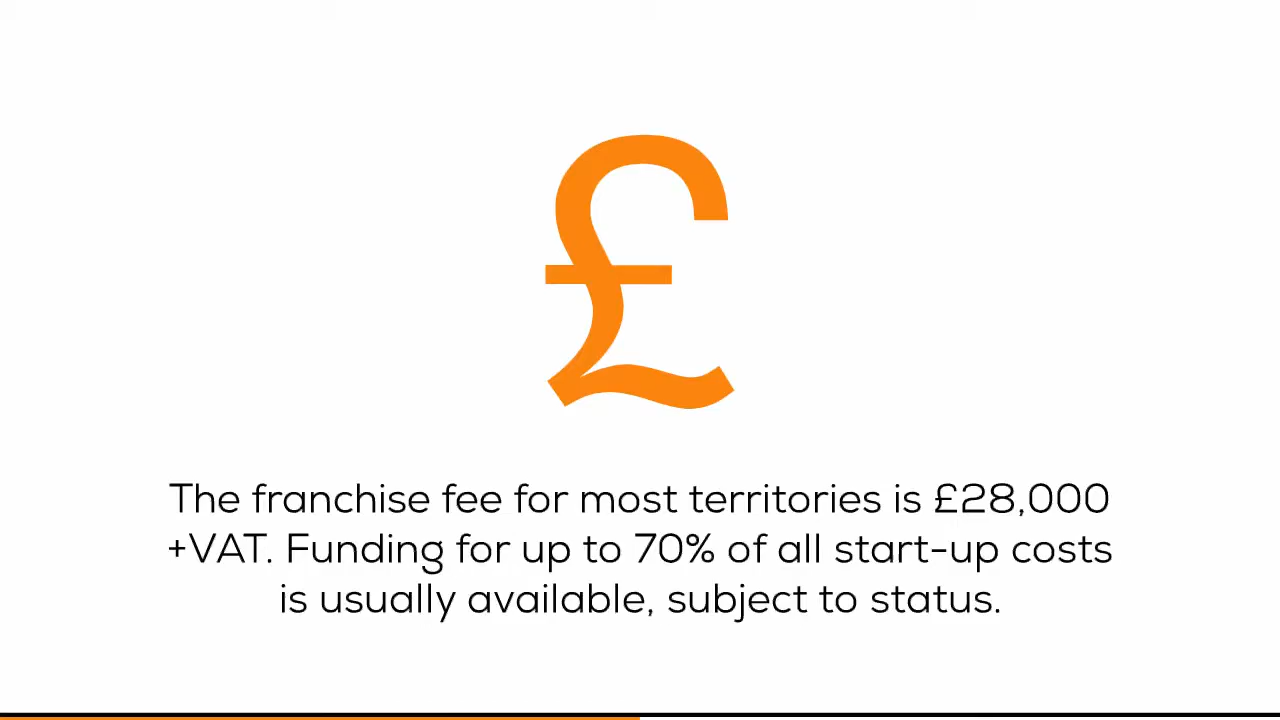 £
The franchise fee for most territories is £28,000
+VAT. Funding for up to 70% of all start-up costs
is usually available, subject to status.